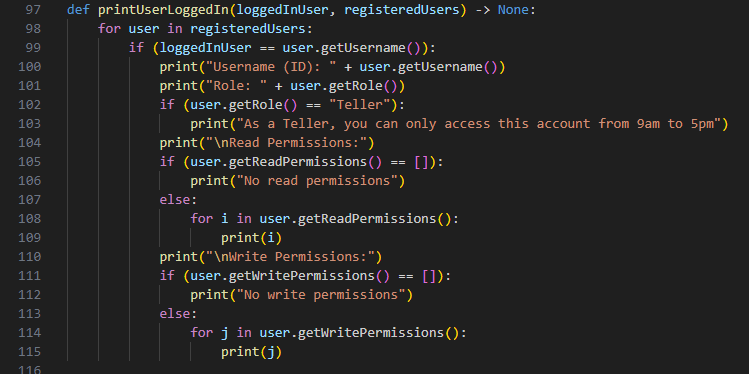 97 def printUserLoggedIn(loggedInUser, registeredUsers) -> None:
98     for user in registeredUsers:
99         if (loggedInUser == user.getUsername()):
100             print("Username (ID): " + user.getUsername())
101             print("Role: " + user.getRole())
102             if (user.getRole() == "Teller"):
103                 print("As a Teller, you can only access this account from 9am to 5pm")
104             print("\nRead Permissions:")
105             if (user.getReadPermissions() == []):
106                 print("No read permissions")
107             else:
108                 for i in user.getReadPermissions():
109                     print(i)
110             print("\nWrite Permissions:")
111             if (user.getWritePermissions() == []):
112                 print("No write permissions")
113             else:
114                 for j in user.getWritePermissions():
115                     print(j)
116